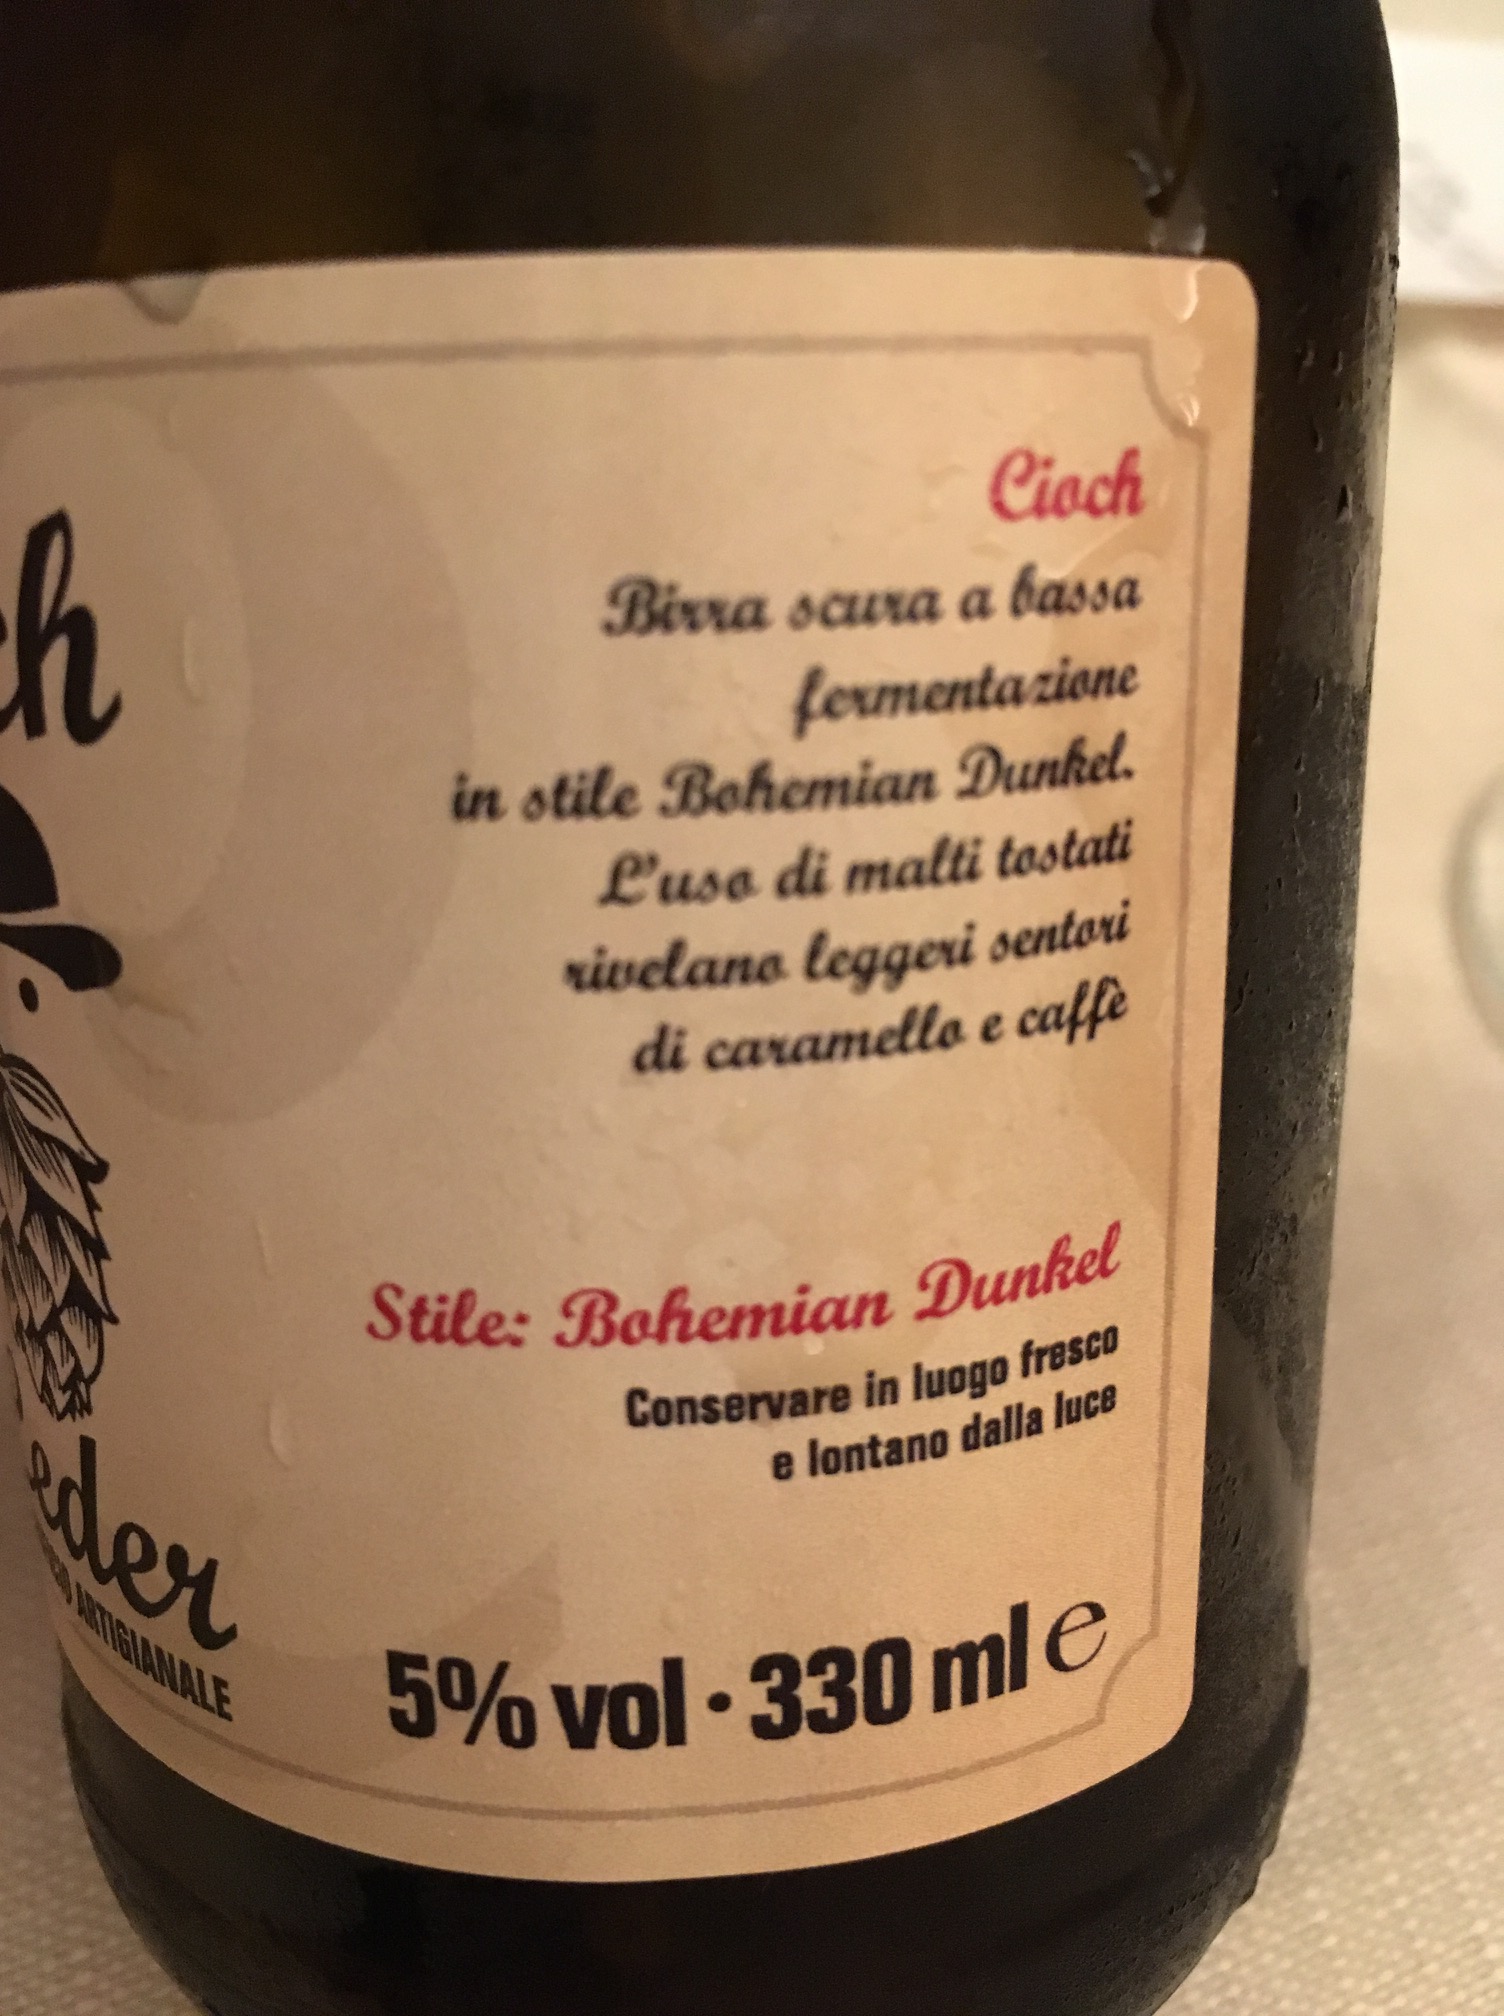 Cioch
Birra scura a bassa
fermentazione
in stile Bohemian Dunkel.
L'uso di malti tostati
rivelano leggeri sentori
di caramello e caffè
Stile: Bohemian Dunkel
Conservare in luogo fresco
e lontano dalla luce
ARTIGIANALE
5% vol · 330 ml e